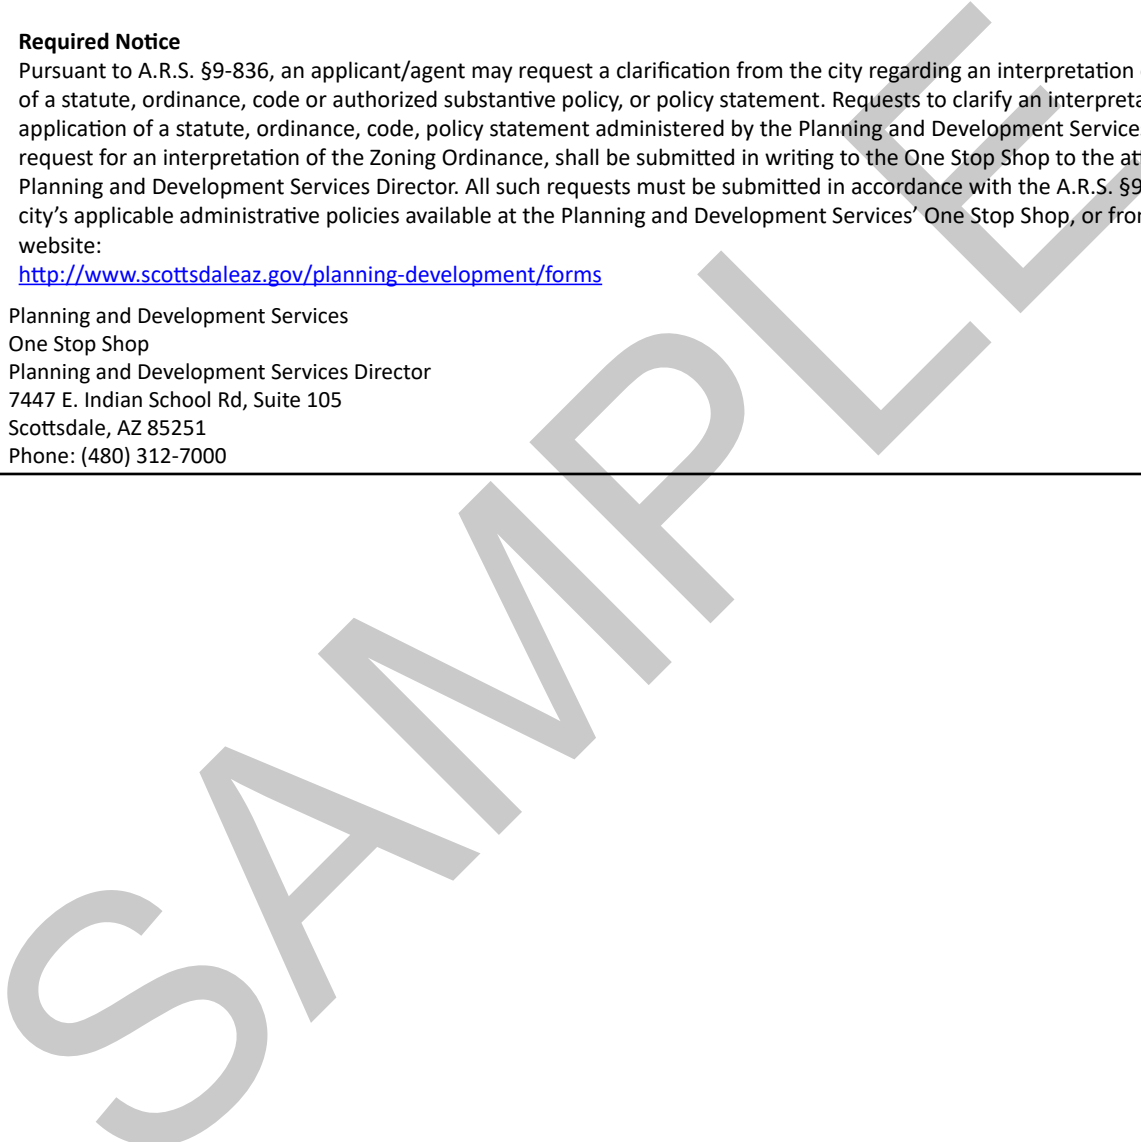 Required Notice
Pursuant to A.R.S. §9-836, an applicant/agent may request a clarification from the city regarding an interpretation
of a statute, ordinance, code or authorized substantive policy, or policy statement. Requests to clarify an
application of a statute, ordinance, code, policy statement administered by the Planning and Development
request for an interpretation of the Zoning Ordinance, shall be submitted in writing to the One Stop Shop to the
Planning and Development Services Director. All such requests must be submitted in accordance with the A.R.S.
city’s applicable administrative policies available at the Planning and Development Services’ One Stop Shop, or
website:
http://www.scottsdaleaz.gov/planning-development/forms
Planning and Development Services
One Stop Shop
Planning and Development Services Director
7447 E. Indian School Rd, Suite 105
Scottsdale, AZ 85251
Phone: (480) 312-7000
SAMPLE